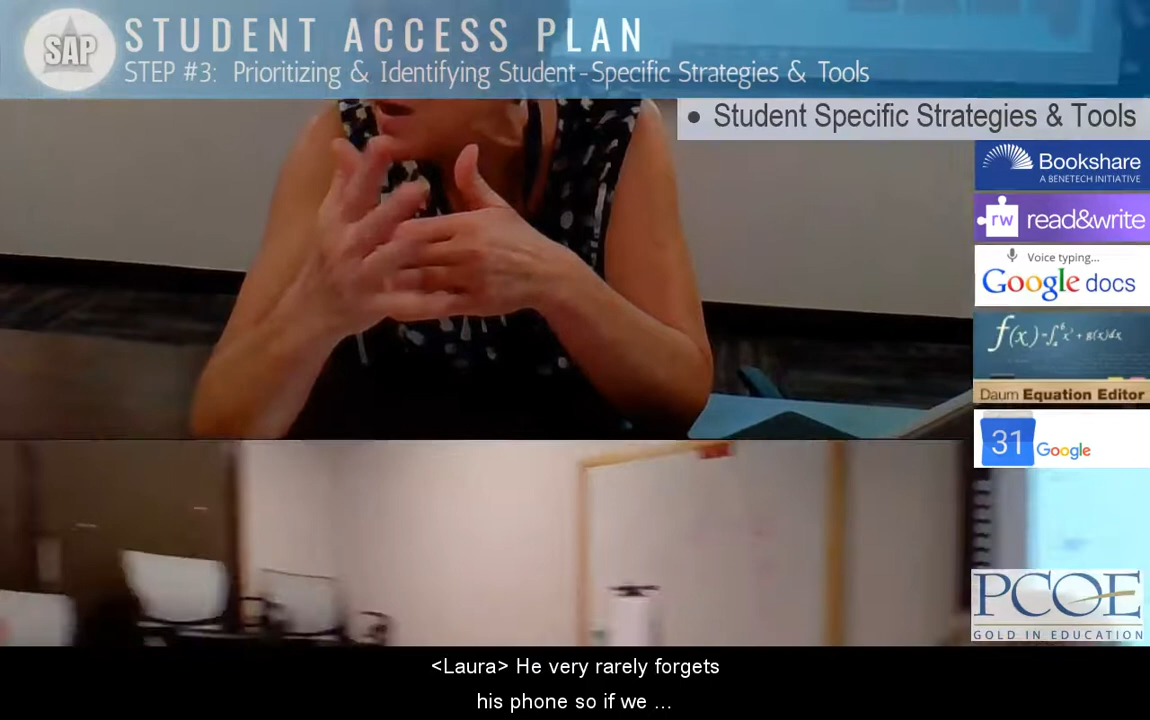 SAP
STUDENT ACCESS PLAN
STEP #3: Prioritizing & Identifying Student-Specific Strategies & Tools
• Student Specific Strategies & Tools
Bookshare
A BENETECH INITIATIVE
rw read&write
Voice typing...
Google docs
Daum Equation Editor
31 Google
PCOE
GOLD IN EDUCATION
<Laura> He very rarely forgets
his phone so if we ...